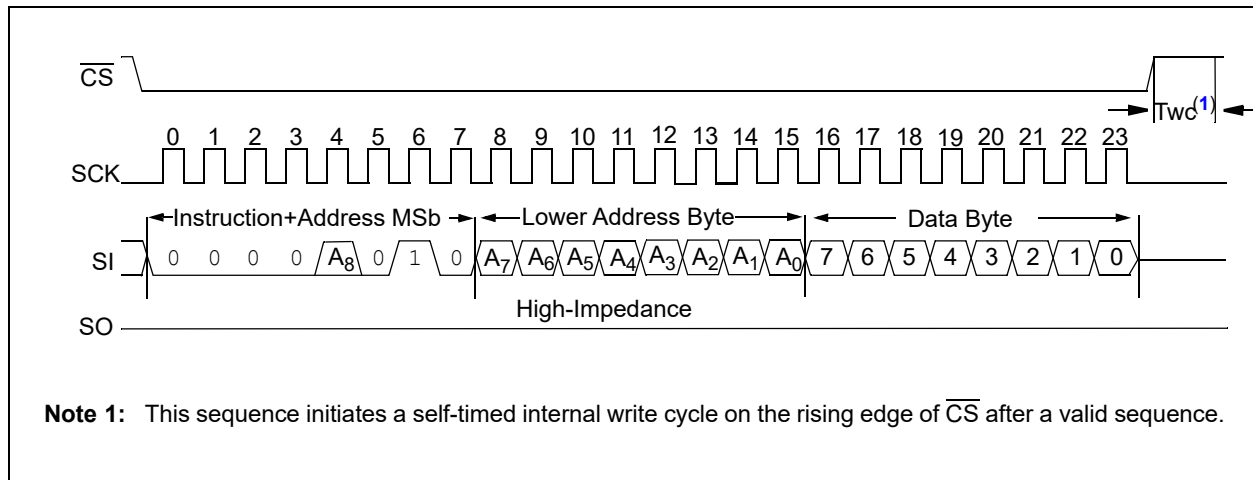 CS
Twc(1)
0 1 2 3 4 5 6 7 8 9 10 11 12 13 14 15 16 17 18 19 20 21 22 23
SCK
Instruction+Address MSb Lower Address Byte Data Byte
SI 0 0 0 0 A8 0 1 0 A7 A6 A5 A4 A3 A2 A1 A0 7 6 5 4 3 2 1 0
High-Impedance
SO
Note 1: This sequence initiates a self-timed internal write cycle on the rising edge of CS after a valid sequence.